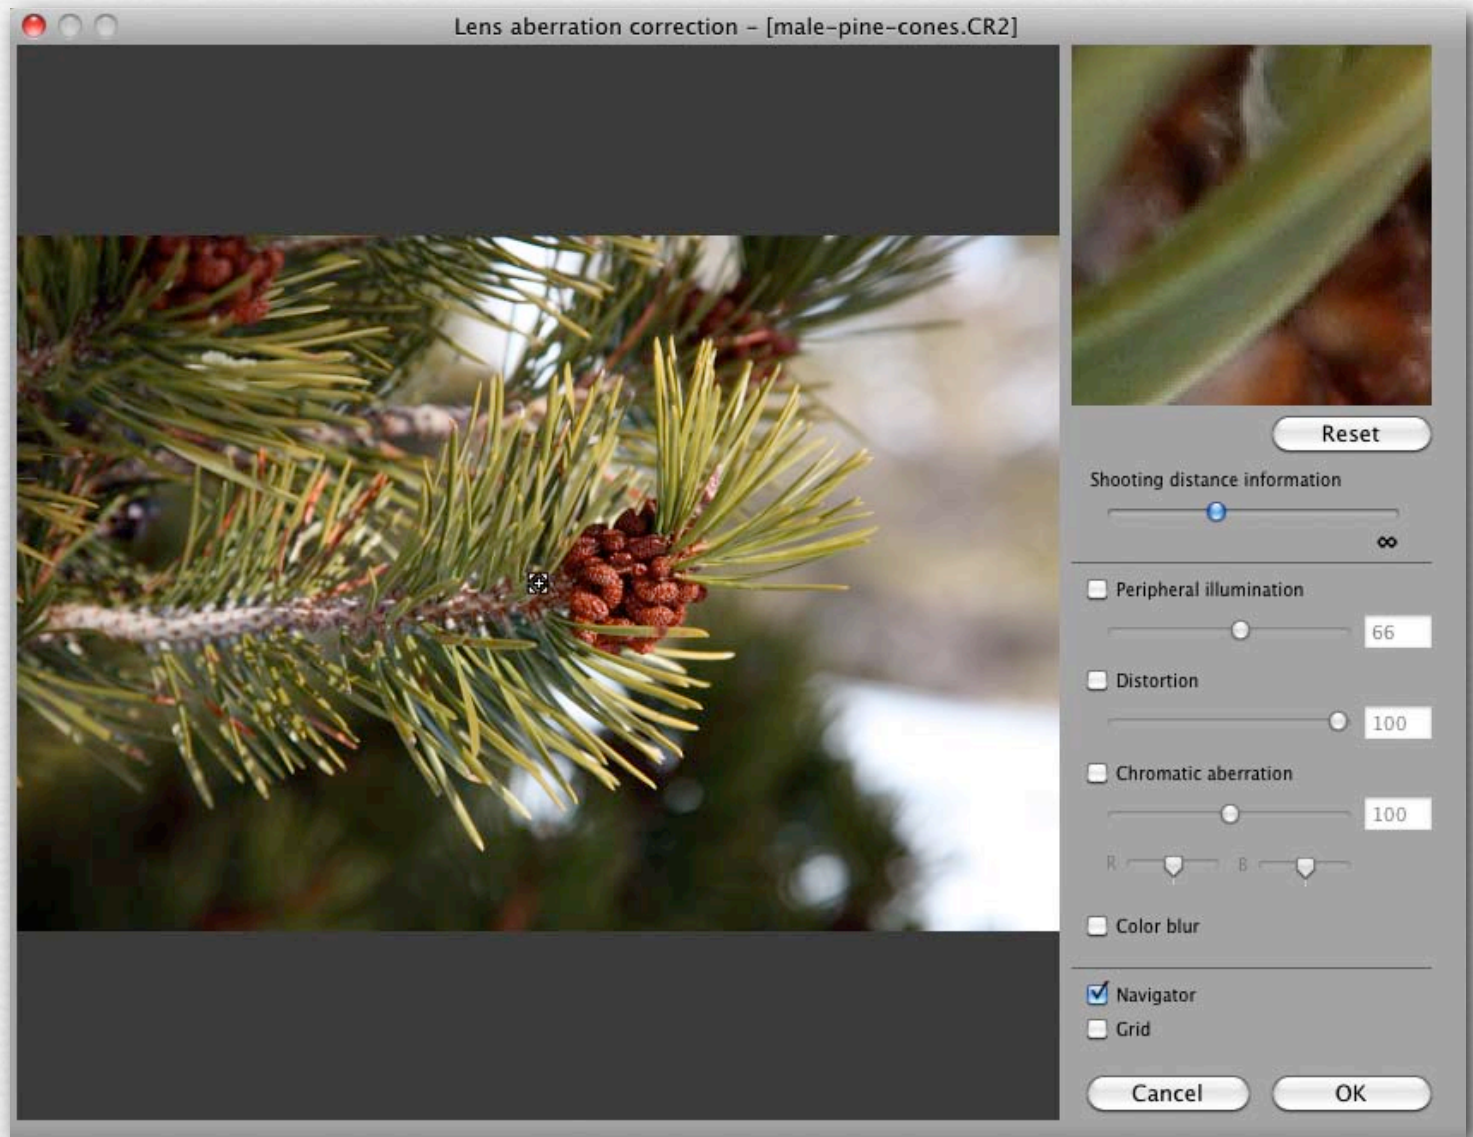 Lens aberration correction – [male-pine-cones.CR2]
Reset
Shooting distance information
∞
Peripheral illumination
66
Distortion
100
Chromatic aberration
100
R B
Color blur
Navigator
Grid
Cancel OK